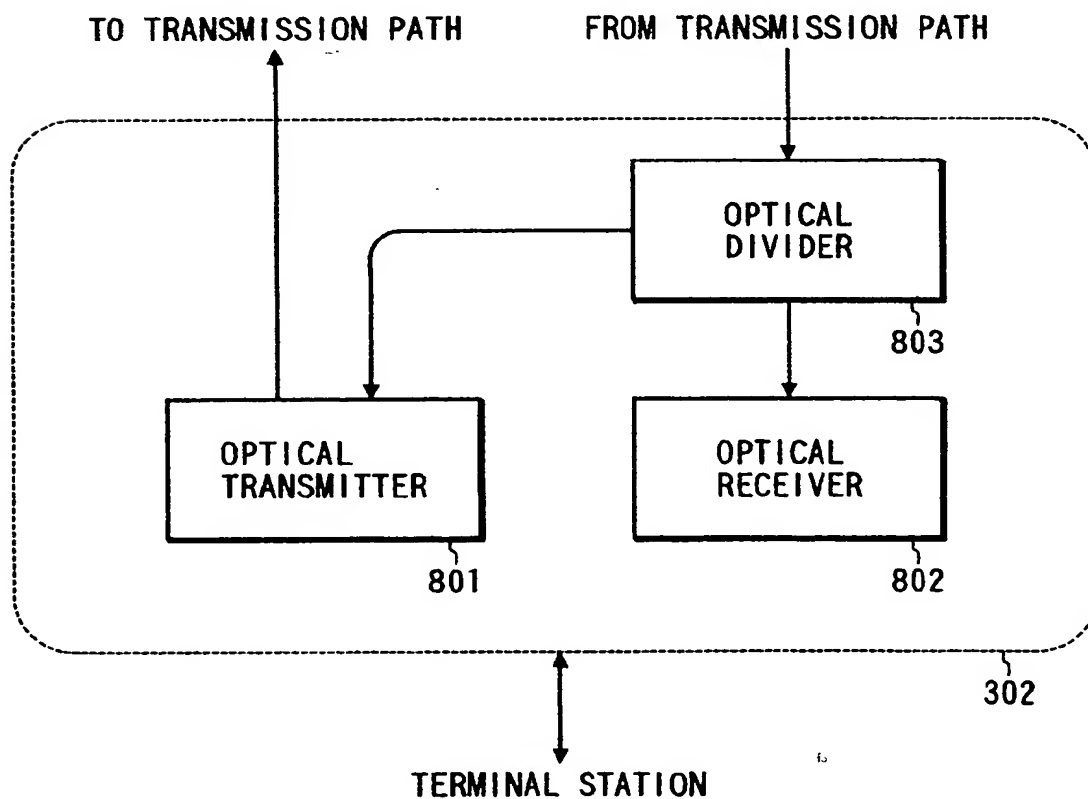 TO TRANSMISSION PATH
FROM TRANSMISSION PATH
OPTICAL
DIVIDER
803
OPTICAL
TRANSMITTER
801
OPTICAL
RECEIVER
802
302
TERMINAL STATION